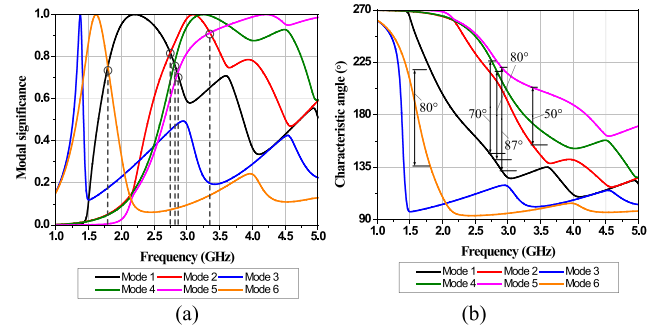 (a)
Modal significance
1.0
0.8
0.6
0.4
0.2
0.0
1.0 1.5 2.0 2.5 3.0 3.5 4.0 4.5 5.0
Frequency (GHz)
Mode 1 Mode 2 Mode 3
Mode 4 Mode 5 Mode 6
(a)
(b)
Characteristic angle (°)
270
225
180
135
90
80°
80°
70°
87°
50°
1.0 1.5 2.0 2.5 3.0 3.5 4.0 4.5 5.0
Frequency (GHz)
Mode 1 Mode 2 Mode 3
Mode 4 Mode 5 Mode 6
(b)